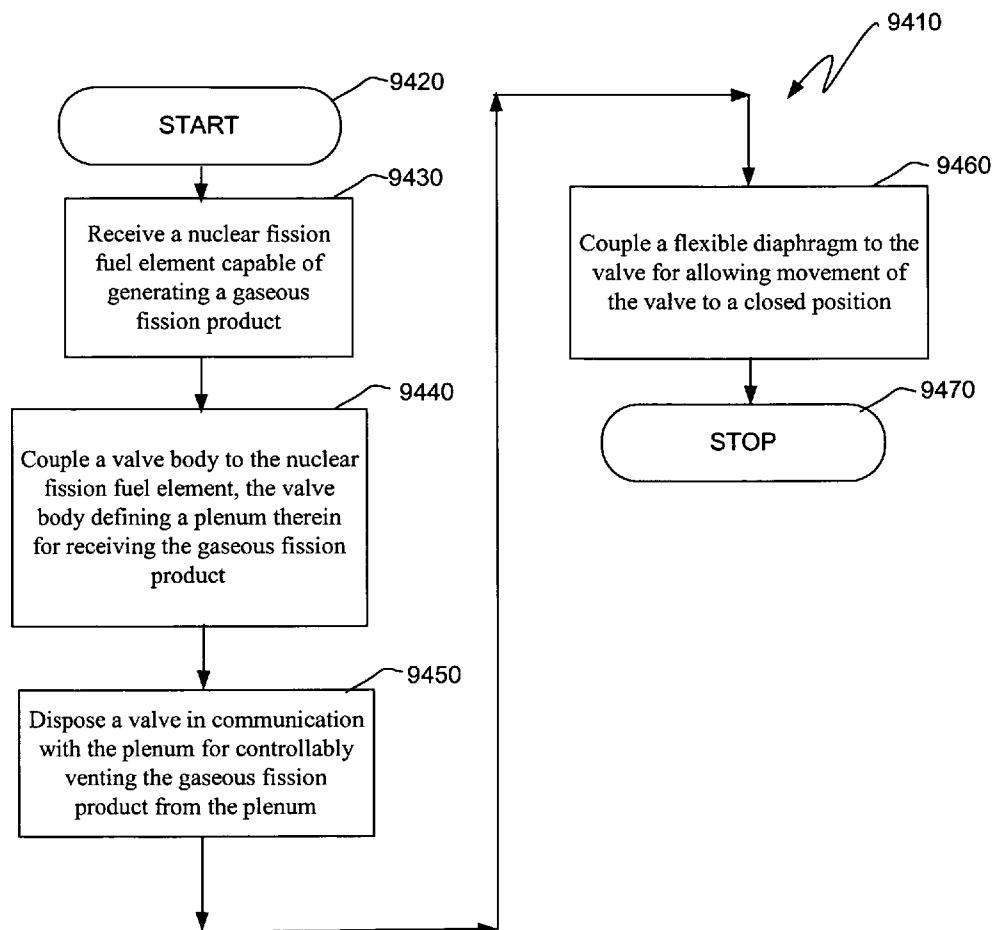 9420
START
9430
Receive a nuclear fission
fuel element capable of
generating a gaseous
fission product
9440
Couple a valve body to the nuclear
fission fuel element, the valve
body defining a plenum therein
for receiving the gaseous fission
product
9450
Dispose a valve in communication
with the plenum for controllably
venting the gaseous fission
product from the plenum
9410
9460
Couple a flexible diaphragm to the
valve for allowing movement of
the valve to a closed position
9470
STOP